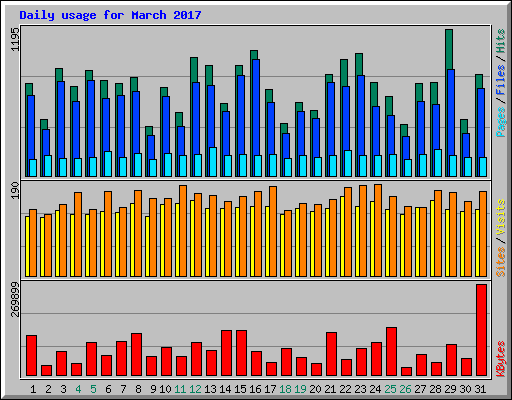 Daily usage for March 2017
1195
190
269899
Pages/Files/Hits
Sites/Visits
KBytes
1 2 3 4 5 6 7 8 9 10 11 12 13 14 15 16 17 18 19 20 21 22 23 24 25 26 27 28 29 30 31